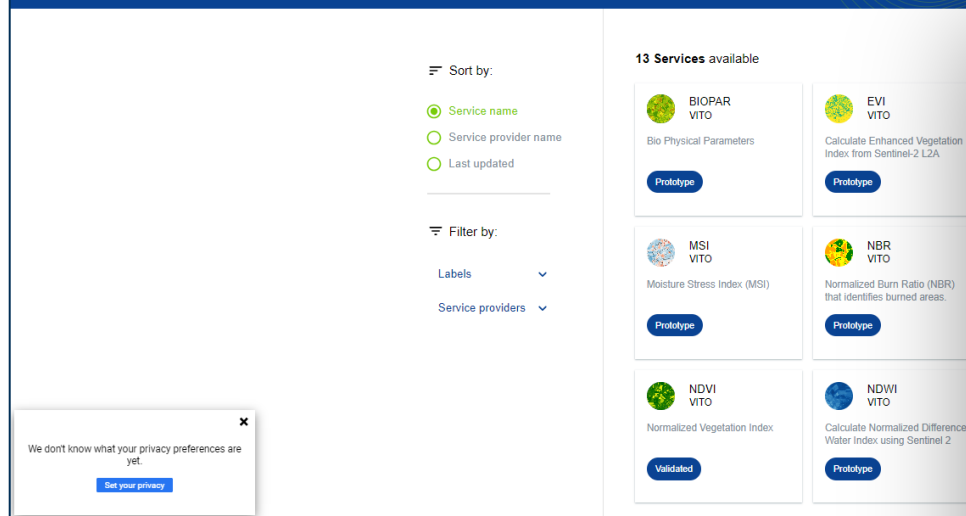 Sort by:
Service name
Service provider name
Last updated
Filter by:
Labels
Service providers
13 Services available
BIOPAR
VITO
Bio Physical Parameters
Prototype
EVI
VITO
Calculate Enhanced Vegetation
Index from Sentinel-2 L2A
Prototype
MSI
VITO
Moisture Stress Index (MSI)
Prototype
NBR
VITO
Normalized Burn Ratio (NBR)
that identifies burned areas.
Prototype
NDVI
VITO
Normalized Vegetation Index
Validated
NDWI
VITO
Calculate Normalized Difference
Water Index using Sentinel 2
Prototype
We don't know what your privacy preferences are
yet.
Set your privacy